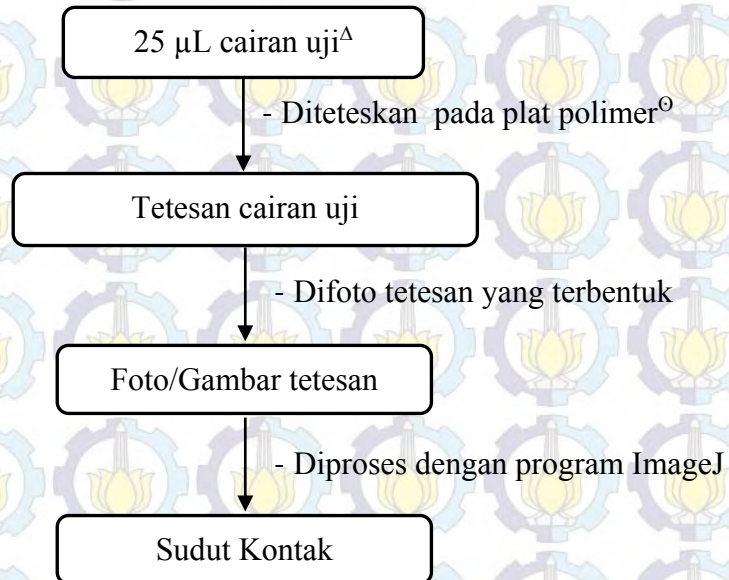 25 µL cairan uji^Δ
- Diteteskan pada plat polimer^ʘ
Tetesan cairan uji
- Difoto tetesan yang terbentuk
Foto/Gambar tetesan
- Diproses dengan program ImageJ
Sudut Kontak